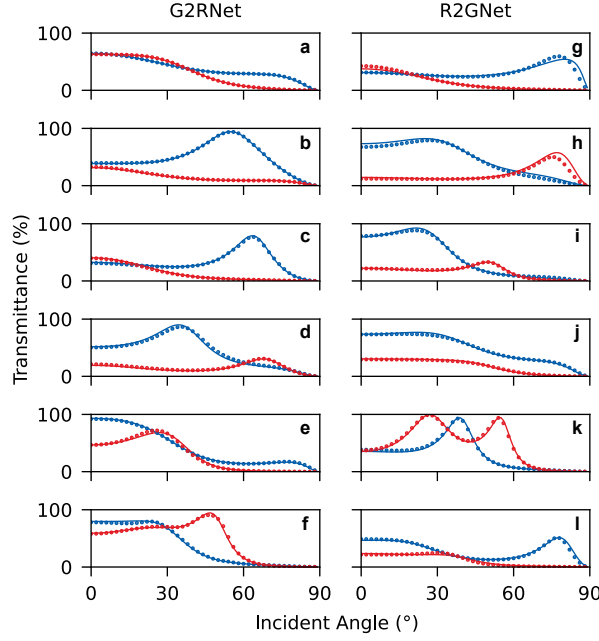 G2RNet R2GNet
100
0
a g
100
0
b h
100
0
c i
100
0
d j
100
0
e k
100
0
f l
0 30 60 90 0 30 60 90
Transmittance (%)
Incident Angle (°)